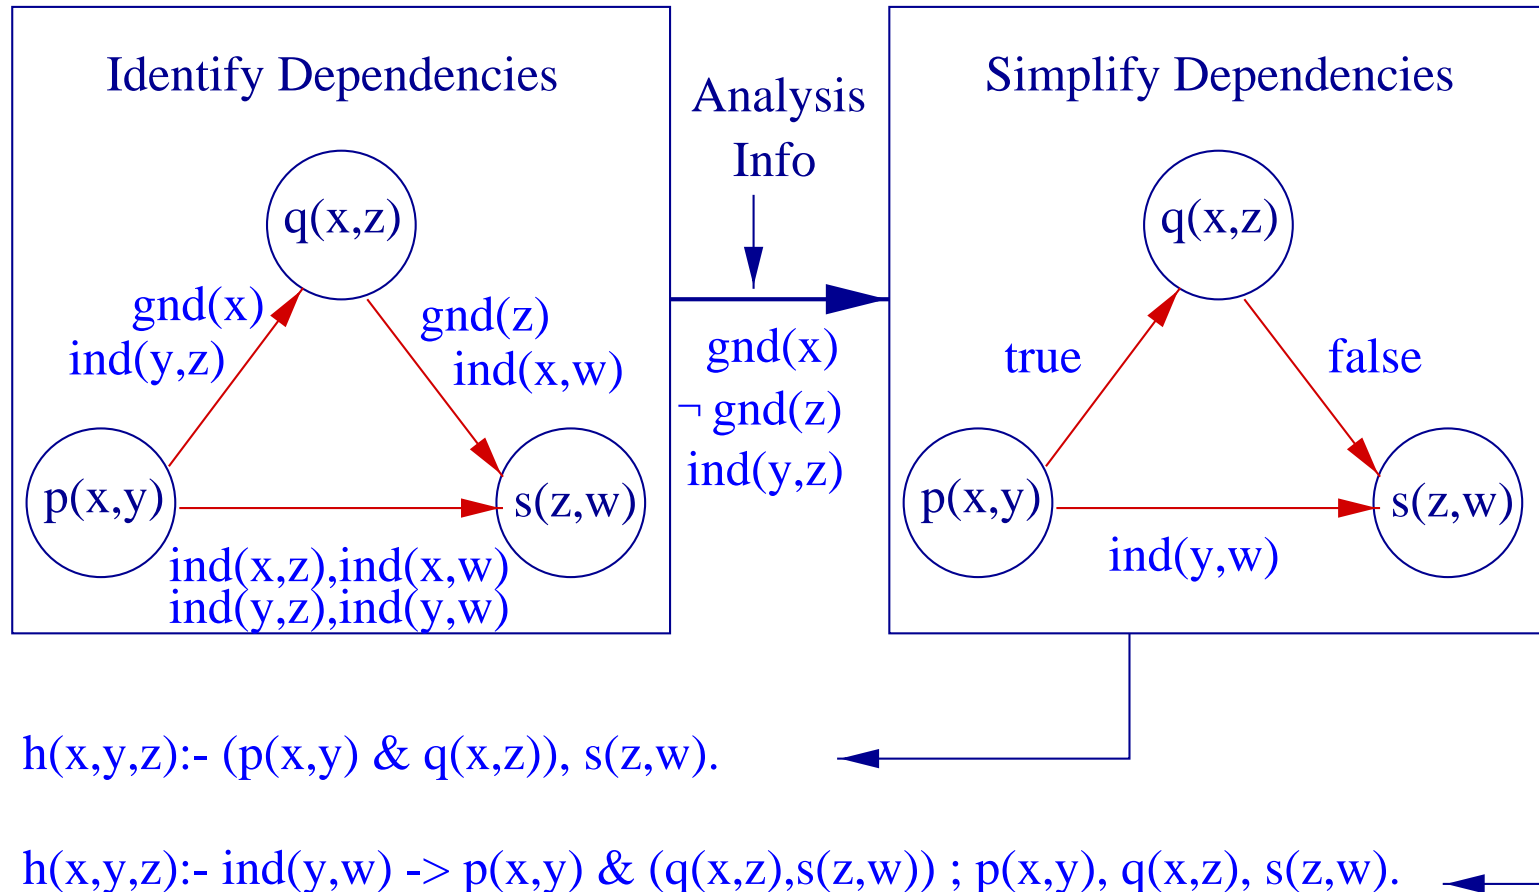 Identify Dependencies
q(x,z)
gnd(x)
ind(y,z)
gnd(z)
ind(x,w)
p(x,y)
s(z,w)
ind(x,z),ind(x,w)
ind(y,z),ind(y,w)
Analysis
Info
gnd(x)
¬ gnd(z)
ind(y,z)
Simplify Dependencies
q(x,z)
true
false
p(x,y)
s(z,w)
ind(y,w)
h(x,y,z):- (p(x,y) & q(x,z)), s(z,w).
h(x,y,z):- ind(y,w) -> p(x,y) & (q(x,z),s(z,w)) ; p(x,y), q(x,z), s(z,w).